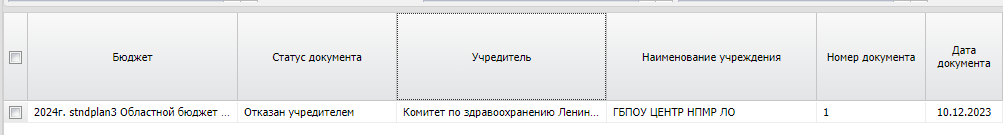 Бюджет Статус документа Учредитель Наименование учреждения Номер документа Дата документа
2024г. stndplan3 Областной бюджет ... Отказан учредителем Комитет по здравоохранению Ленин... ГБПОУ ЦЕНТР НПМР ЛО 1 10.12.2023